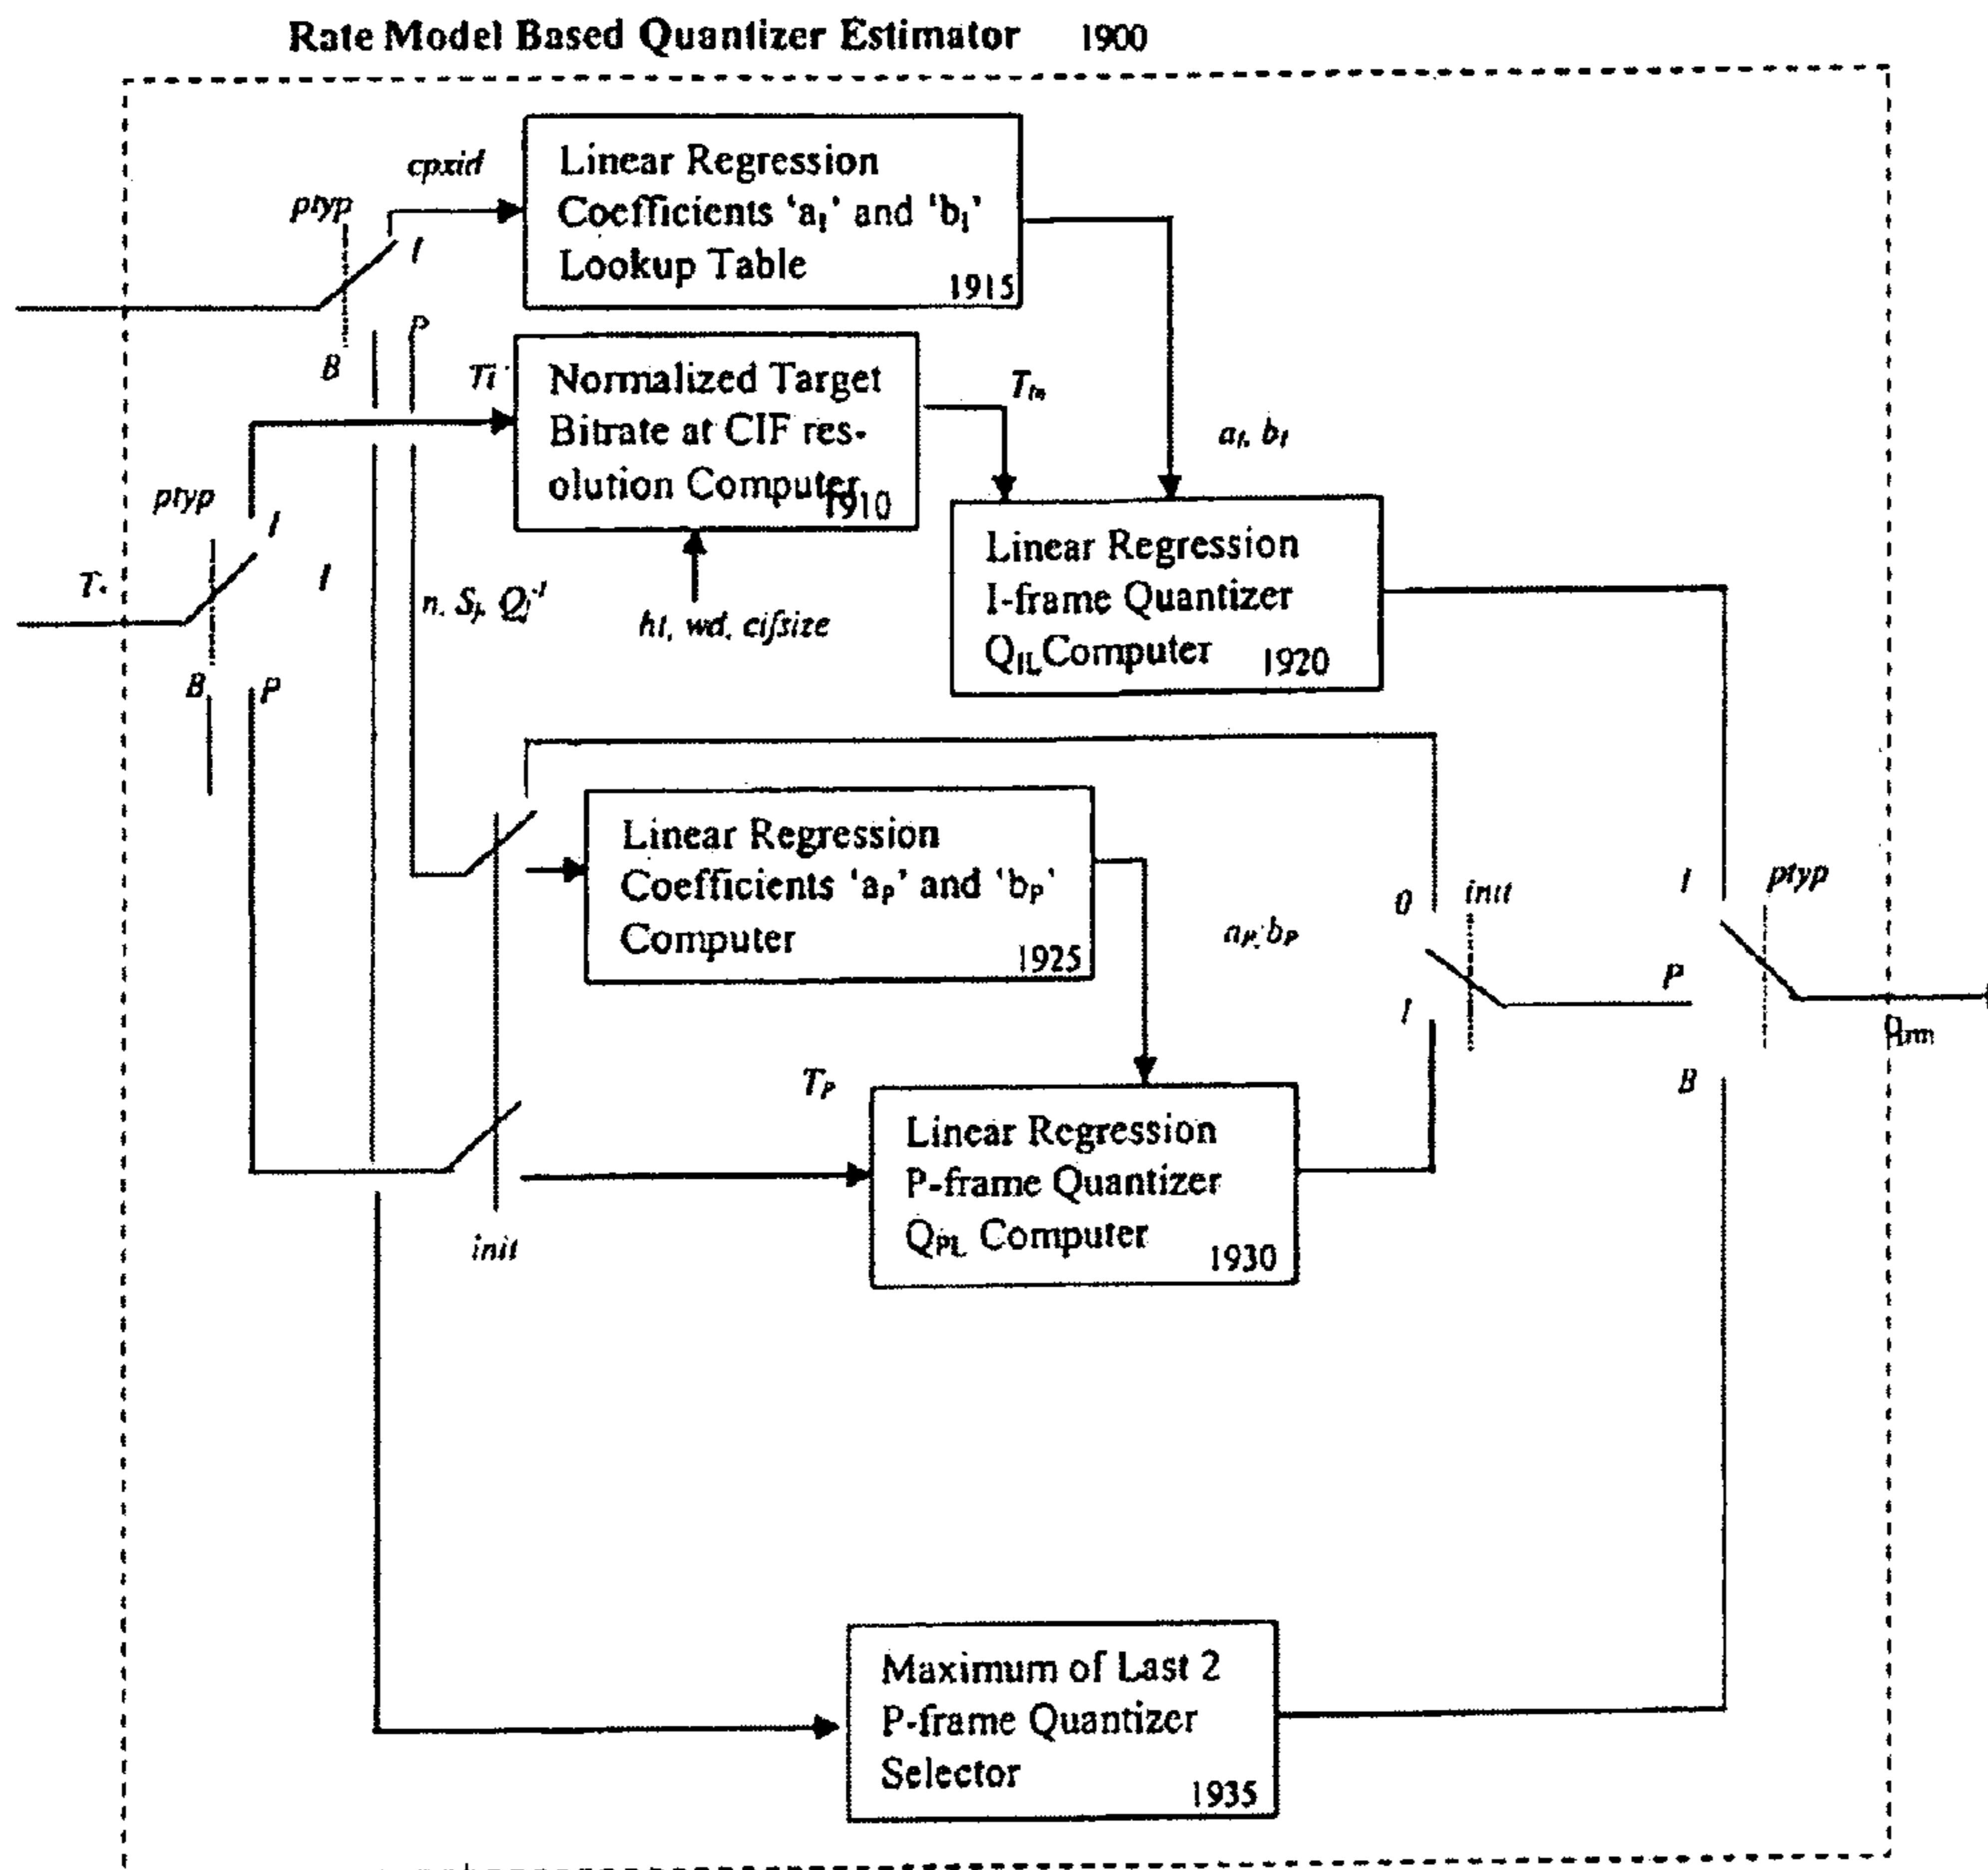 Rate Model Based Quantizer Estimator 1900
cpxid
ptyp
I
P
B
Linear Regression
Coefficients ‘aI’ and ‘bI’
Lookup Table
1915
Ti
Normalized Target
Bitrate at CIF res-
olution Computer
1910
TIn
aI, bI
ptyp
I
I
B
P
n, Sj, Qj-1
ht, wd, cifsize
Linear Regression
I-frame Quantizer
QIL Computer 1920
Linear Regression
Coefficients ‘aP’ and ‘bP’
Computer
1925
aP, bP
0
init
1
I
ptyp
P
B
qrm
TP
init
Linear Regression
P-frame Quantizer
QPL Computer
1930
Maximum of Last 2
P-frame Quantizer
Selector
1935